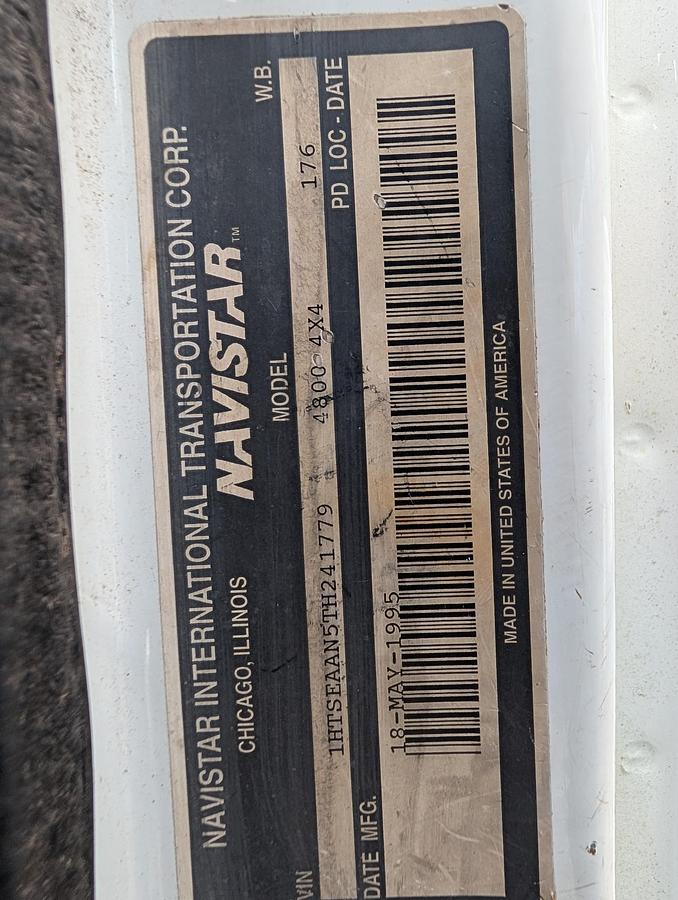 NAVISTAR INTERNATIONAL TRANSPORTATION CORP.
CHICAGO, ILLINOIS NAVISTAR™
VIN MODEL W.B.
1HTSEAAN5TH241779 4800 4X4 176
DATE MFG. PD LOC - DATE
18-MAY-1995
MADE IN UNITED STATES OF AMERICA